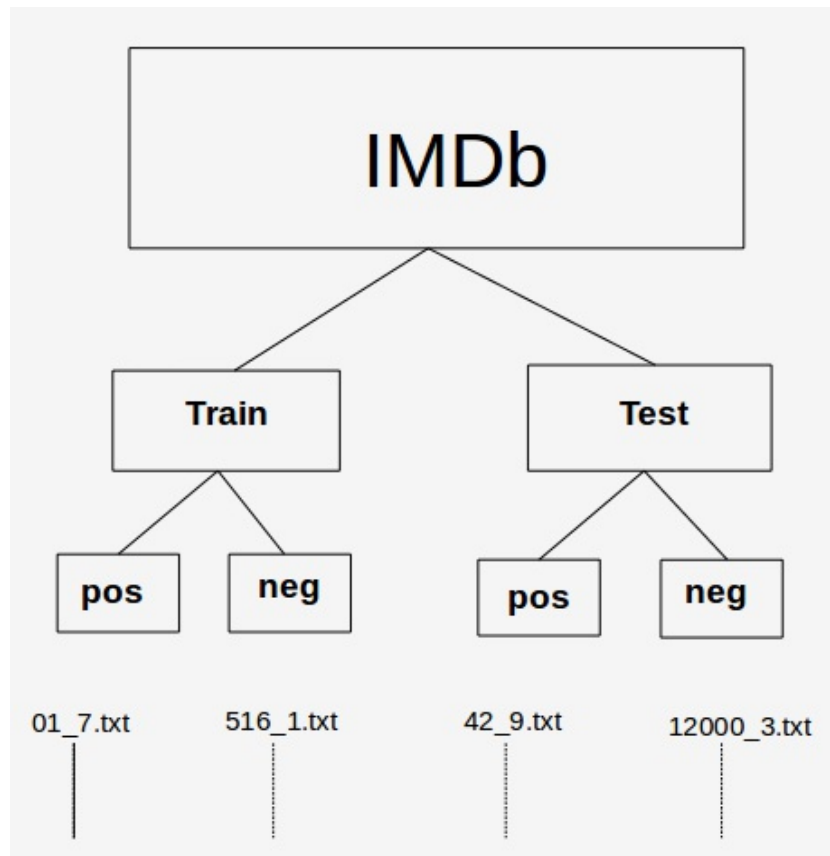 IMDb
Train
Test
pos
neg
pos
neg
01_7.txt
516_1.txt
42_9.txt
12000_3.txt